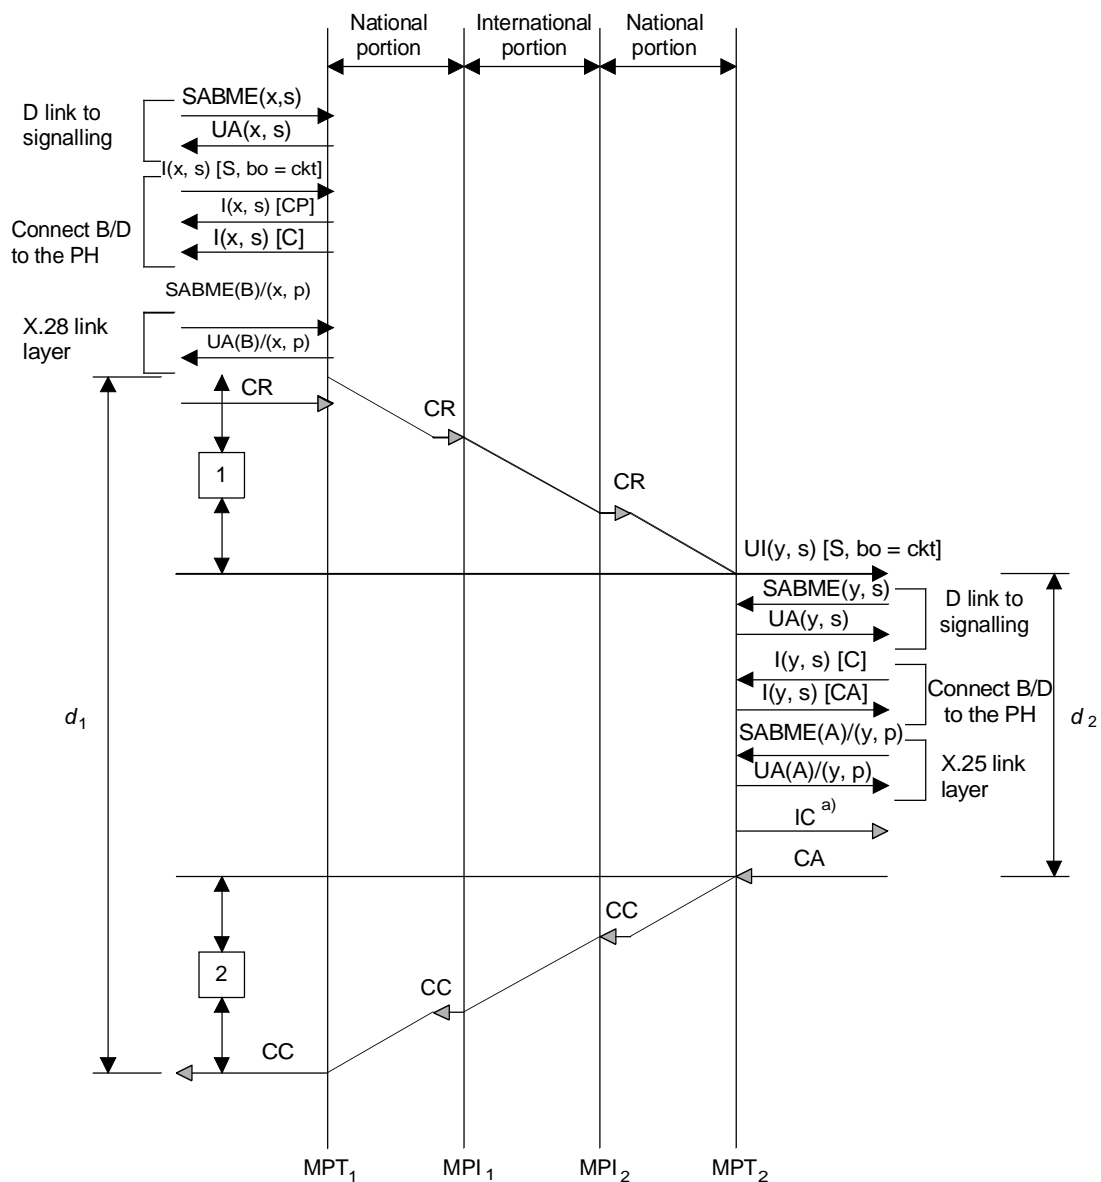 National portion
International portion
National portion
D link to signalling
SABME(x,s)
UA(x, s)
Connect B/D to the PH
I(x, s) [S, bo = ckt]
I(x, s) [CP]
I(x, s) [C]
X.28 link layer
SABME(B)/(x, p)
UA(B)/(x, p)
CR
CR
1
CR
UI(y, s) [S, bo = ckt]
SABME(y, s)
UA(y, s)
D link to signalling
I(y, s) [C]
I(y, s) [CA]
Connect B/D to the PH
d1
d2
SABME(A)/(y, p)
UA(A)/(y, p)
X.25 link layer
IC a)
CA
CC
2
CC
CC
MPT1
MPI1
MPI2
MPT2